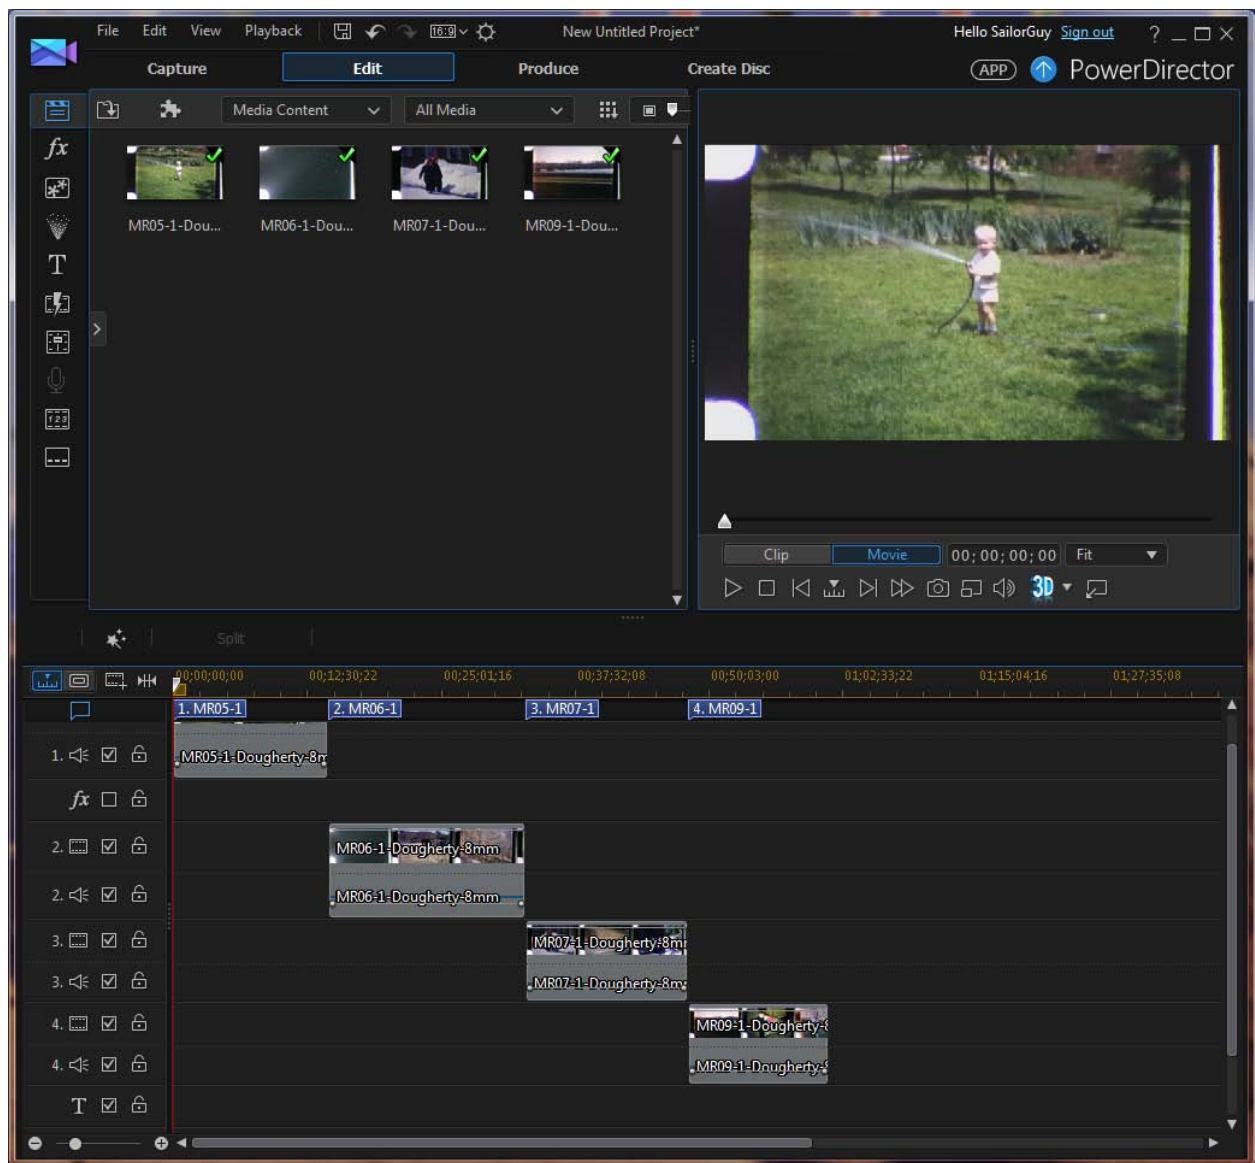 File Edit View Playback 16:9 New Untitled Project* Hello SailorGuy Sign out ?
Capture Edit Produce Create Disc APP PowerDirector
Media Content All Media
fx
MR05-1-Dou... MR06-1-Dou... MR07-1-Dou... MR09-1-Dou...
T
1 2 3
Clip Movie 00; 00; 00; 00 Fit
3D
Split
00;00;00;00 00;12;30;22 00;25;01;16 00;37;32;08 00;50;03;00 01;02;33;22 01;15;04;16 01;27;35;08
1. MR05-1 2. MR06-1 3. MR07-1 4. MR09-1
1. MR05-1-Dougherty-8m
fx
2. MR06-1-Dougherty-8mm
2. MR06-1-Dougherty-8mm
3. MR07-1-Dougherty-8m
3. MR07-1-Dougherty-8m
4. MR09-1-Dougherty-8
4. MR09-1-Dougherty-8
T